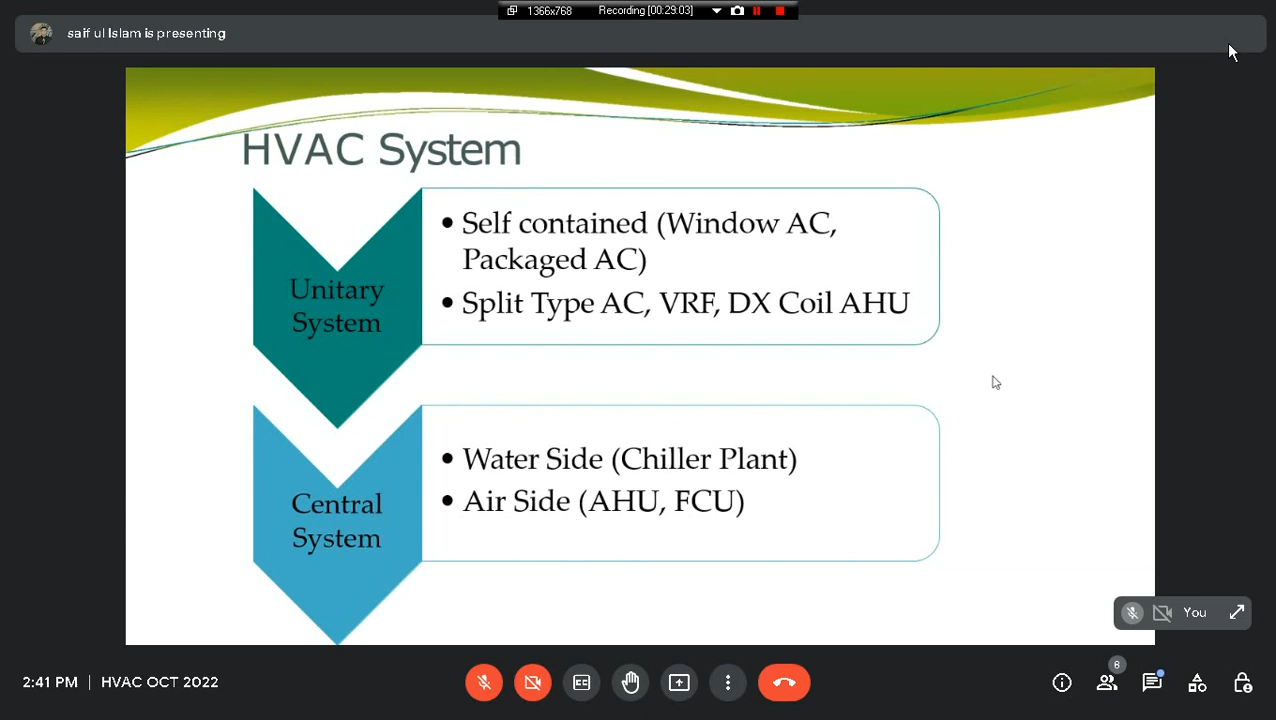 1366x768
Recording [00:29:03]
saif ul Islam is presenting
HVAC System
Unitary
System
• Self contained (Window AC,
Packaged AC)
• Split Type AC, VRF, DX Coil AHU
Central
System
• Water Side (Chiller Plant)
• Air Side (AHU, FCU)
You
2:41 PM | HVAC OCT 2022
CC
8